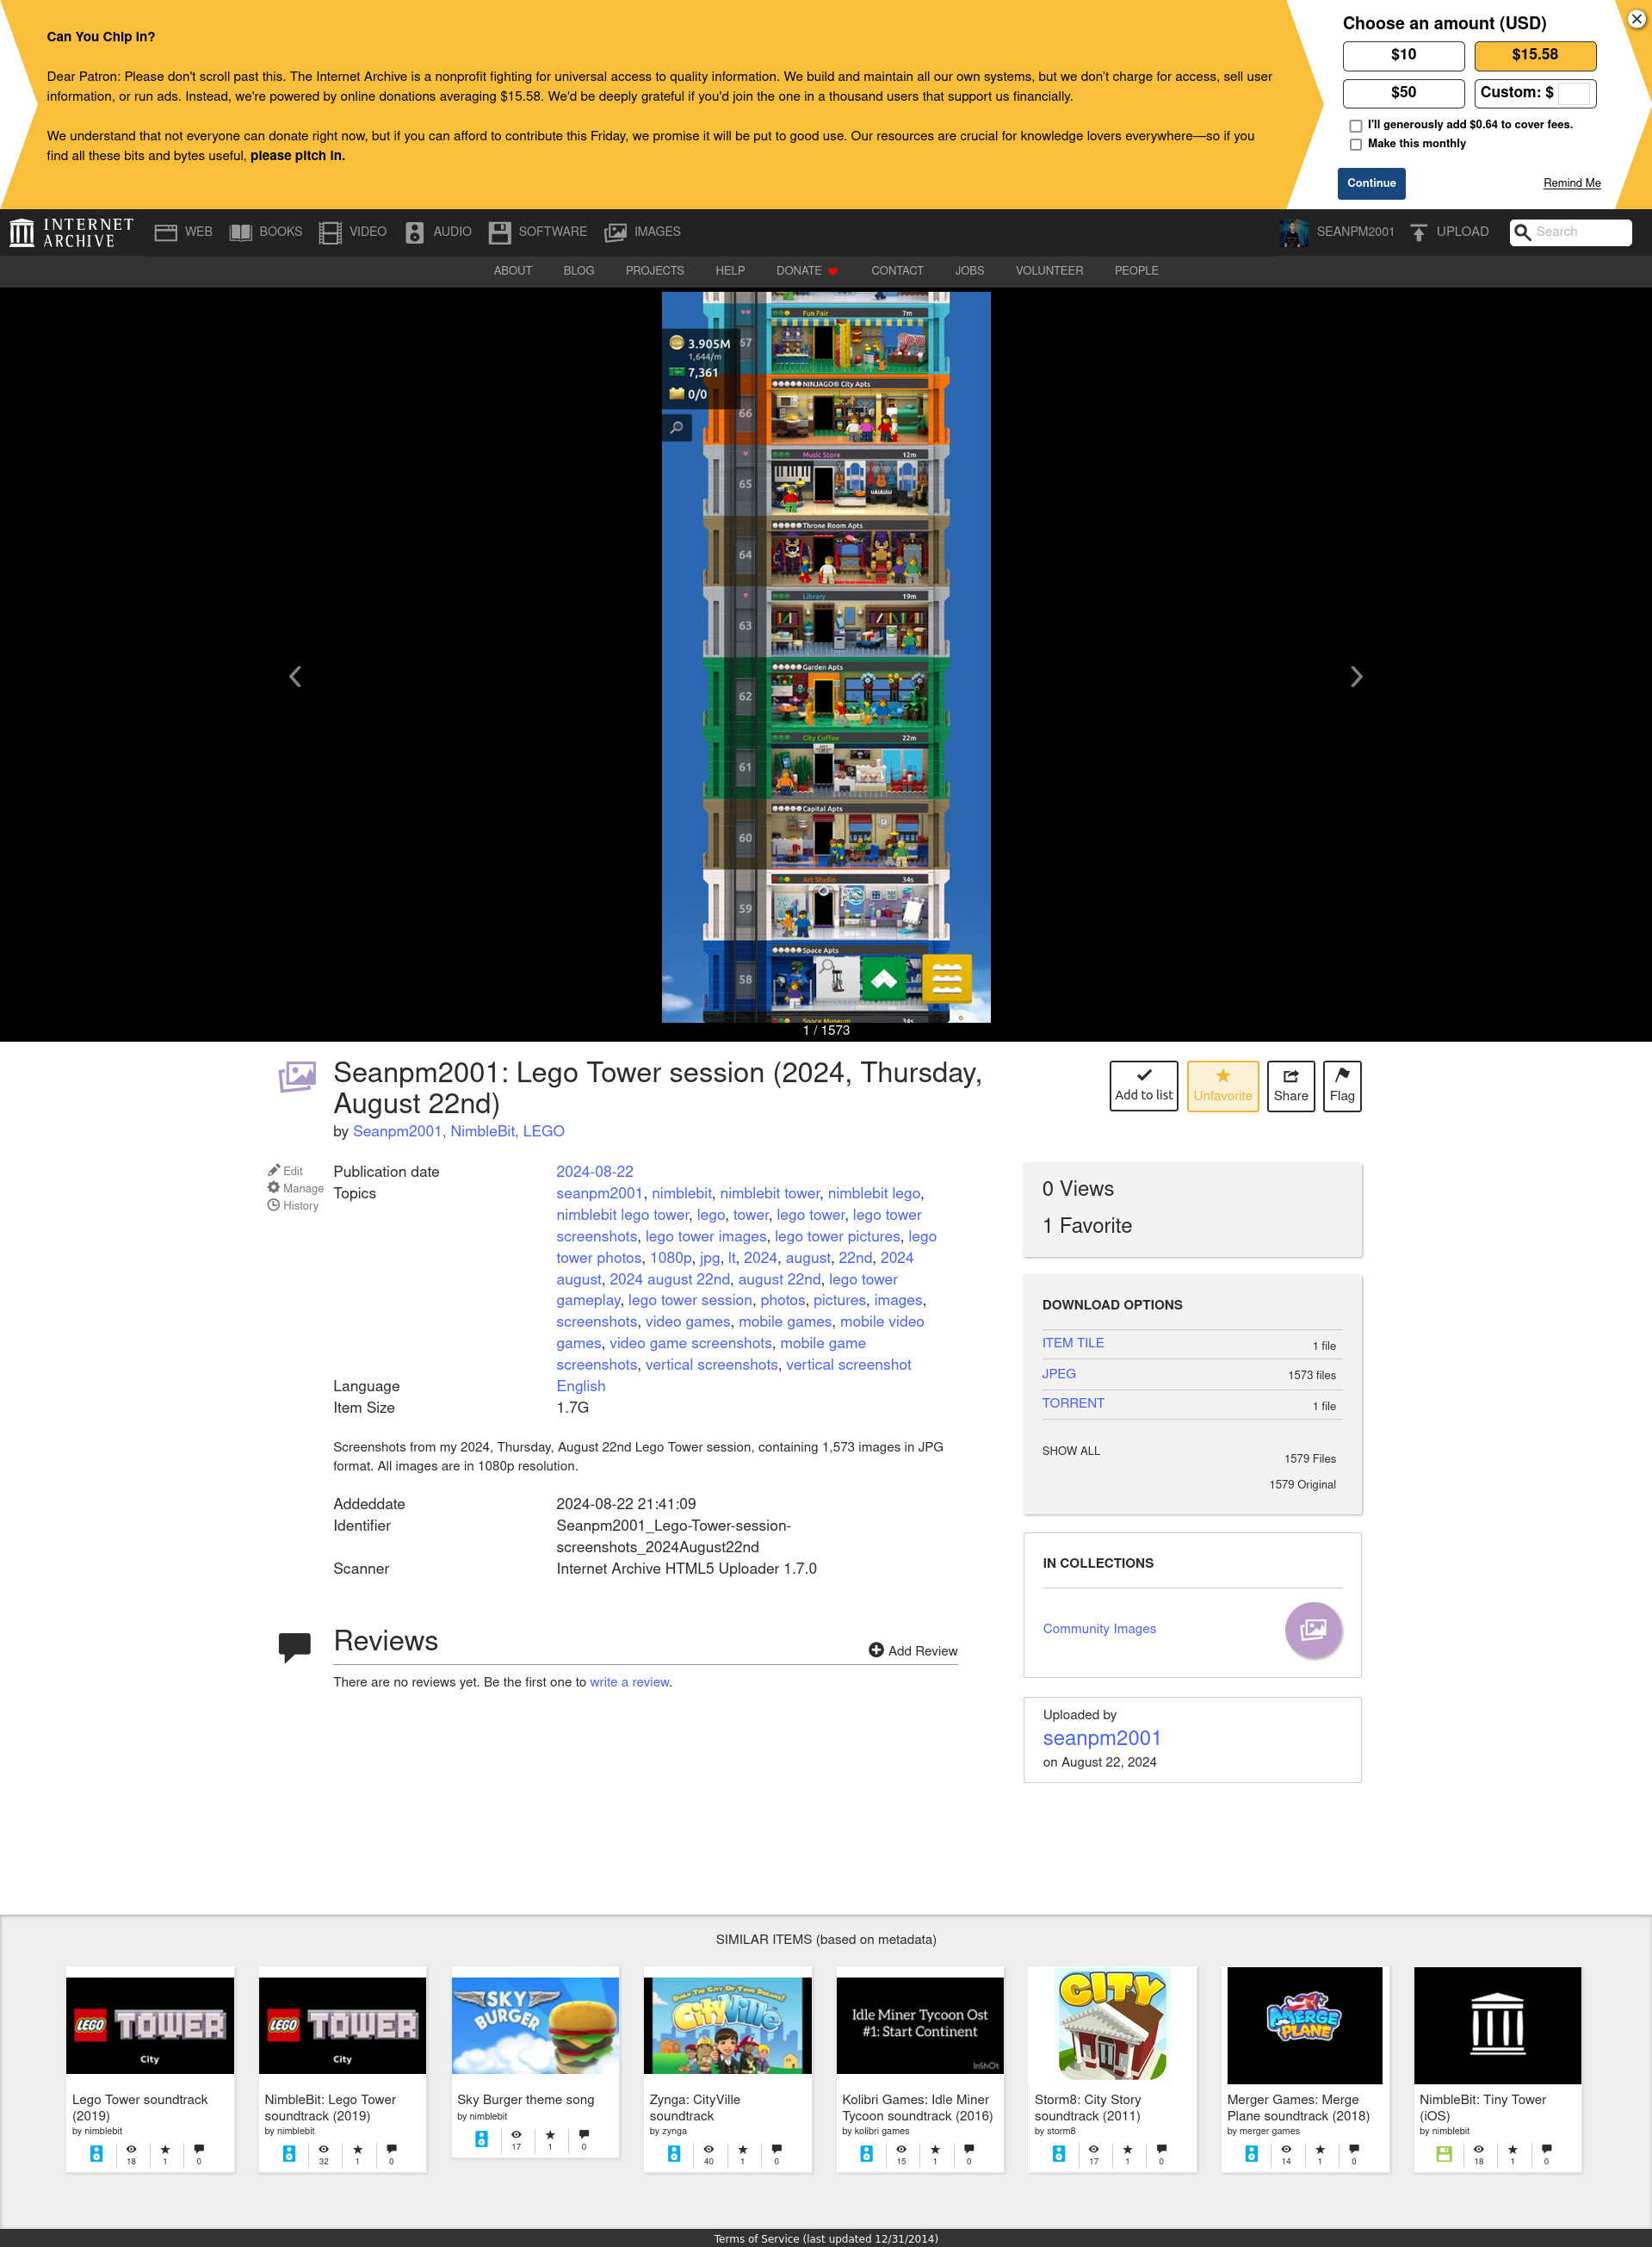 Can You Chip In?
Dear Patron: Please don't scroll past this. The Internet Archive is a nonprofit fighting for universal access to quality information. We build and maintain all our own systems, but we don't charge for access, sell user
information, or run ads. Instead, we're powered by online donations averaging $15.58. We'd be deeply grateful if you'd join the one in a thousand users that support us financially.
We understand that not everyone can donate right now, but if you can afford to contribute this Friday, we promise it will be put to good use. Our resources are crucial for knowledge lovers everywhere—so if you
find all these bits and bytes useful, please pitch in.
Choose an amount (USD)
$10
$15.58
$50
Custom: $
I'll generously add $0.64 to cover fees.
Make this monthly
Continue
Remind Me
INTERNET
ARCHIVE
WEB
BOOKS
VIDEO
AUDIO
SOFTWARE
IMAGES
SEANPM2001
UPLOAD
Search
ABOUT
BLOG
PROJECTS
HELP
DONATE
CONTACT
JOBS
VOLUNTEER
PEOPLE
Fun Fair 7m
67
3.905M
1,644/m
7,361
0/0
NINJAGO® City Apts
66
Music Store 12m
65
Throne Room Apts
64
Library 19m
63
Garden Apts
62
City Coffee 22m
61
Capital Apts
60
Art Studio 34s
59
Space Apts
58
Space Museum 34s
1 / 1573
Seanpm2001: Lego Tower session (2024, Thursday,
August 22nd)
by Seanpm2001, NimbleBit, LEGO
Add to list
Unfavorite
Share
Flag
Edit
Manage
History
Publication date 2024-08-22
Topics seanpm2001, nimblebit, nimblebit tower, nimblebit lego,
nimblebit lego tower, lego, tower, lego tower, lego tower
screenshots, lego tower images, lego tower pictures, lego
tower photos, 1080p, jpg, lt, 2024, august, 22nd, 2024
august, 2024 august 22nd, august 22nd, lego tower
gameplay, lego tower session, photos, pictures, images,
screenshots, video games, mobile games, mobile video
games, video game screenshots, mobile game
screenshots, vertical screenshots, vertical screenshot
Language English
Item Size 1.7G
Screenshots from my 2024, Thursday, August 22nd Lego Tower session, containing 1,573 images in JPG
format. All images are in 1080p resolution.
Addeddate 2024-08-22 21:41:09
Identifier Seanpm2001_Lego-Tower-session-
screenshots_2024August22nd
Scanner Internet Archive HTML5 Uploader 1.7.0
Reviews
Add Review
There are no reviews yet. Be the first one to write a review.
0 Views
1 Favorite
DOWNLOAD OPTIONS
ITEM TILE 1 file
JPEG 1573 files
TORRENT 1 file
SHOW ALL
1579 Files
1579 Original
IN COLLECTIONS
Community Images
Uploaded by
seanpm2001
on August 22, 2024
SIMILAR ITEMS (based on metadata)
LEGO TOWER
City
Lego Tower soundtrack
(2019)
by nimblebit
18 1 0
LEGO TOWER
City
NimbleBit: Lego Tower
soundtrack (2019)
by nimblebit
32 1 0
SKY
BURGER
Sky Burger theme song
by nimblebit
17 1 0
BUILD THE CITY OF YOUR DREAMS!
CityVille
Zynga: CityVille
soundtrack
by zynga
40 1 0
Idle Miner Tycoon Ost
#1: Start Continent
InShOt
Kolibri Games: Idle Miner
Tycoon soundtrack (2016)
by kolibri games
15 1 0
CITY
Storm8: City Story
soundtrack (2011)
by storm8
17 1 0
MERGE
PLANE
Merger Games: Merge
Plane soundtrack (2018)
by merger games
14 1 0
NimbleBit: Tiny Tower
(iOS)
by nimblebit
18 1 0
Terms of Service (last updated 12/31/2014)